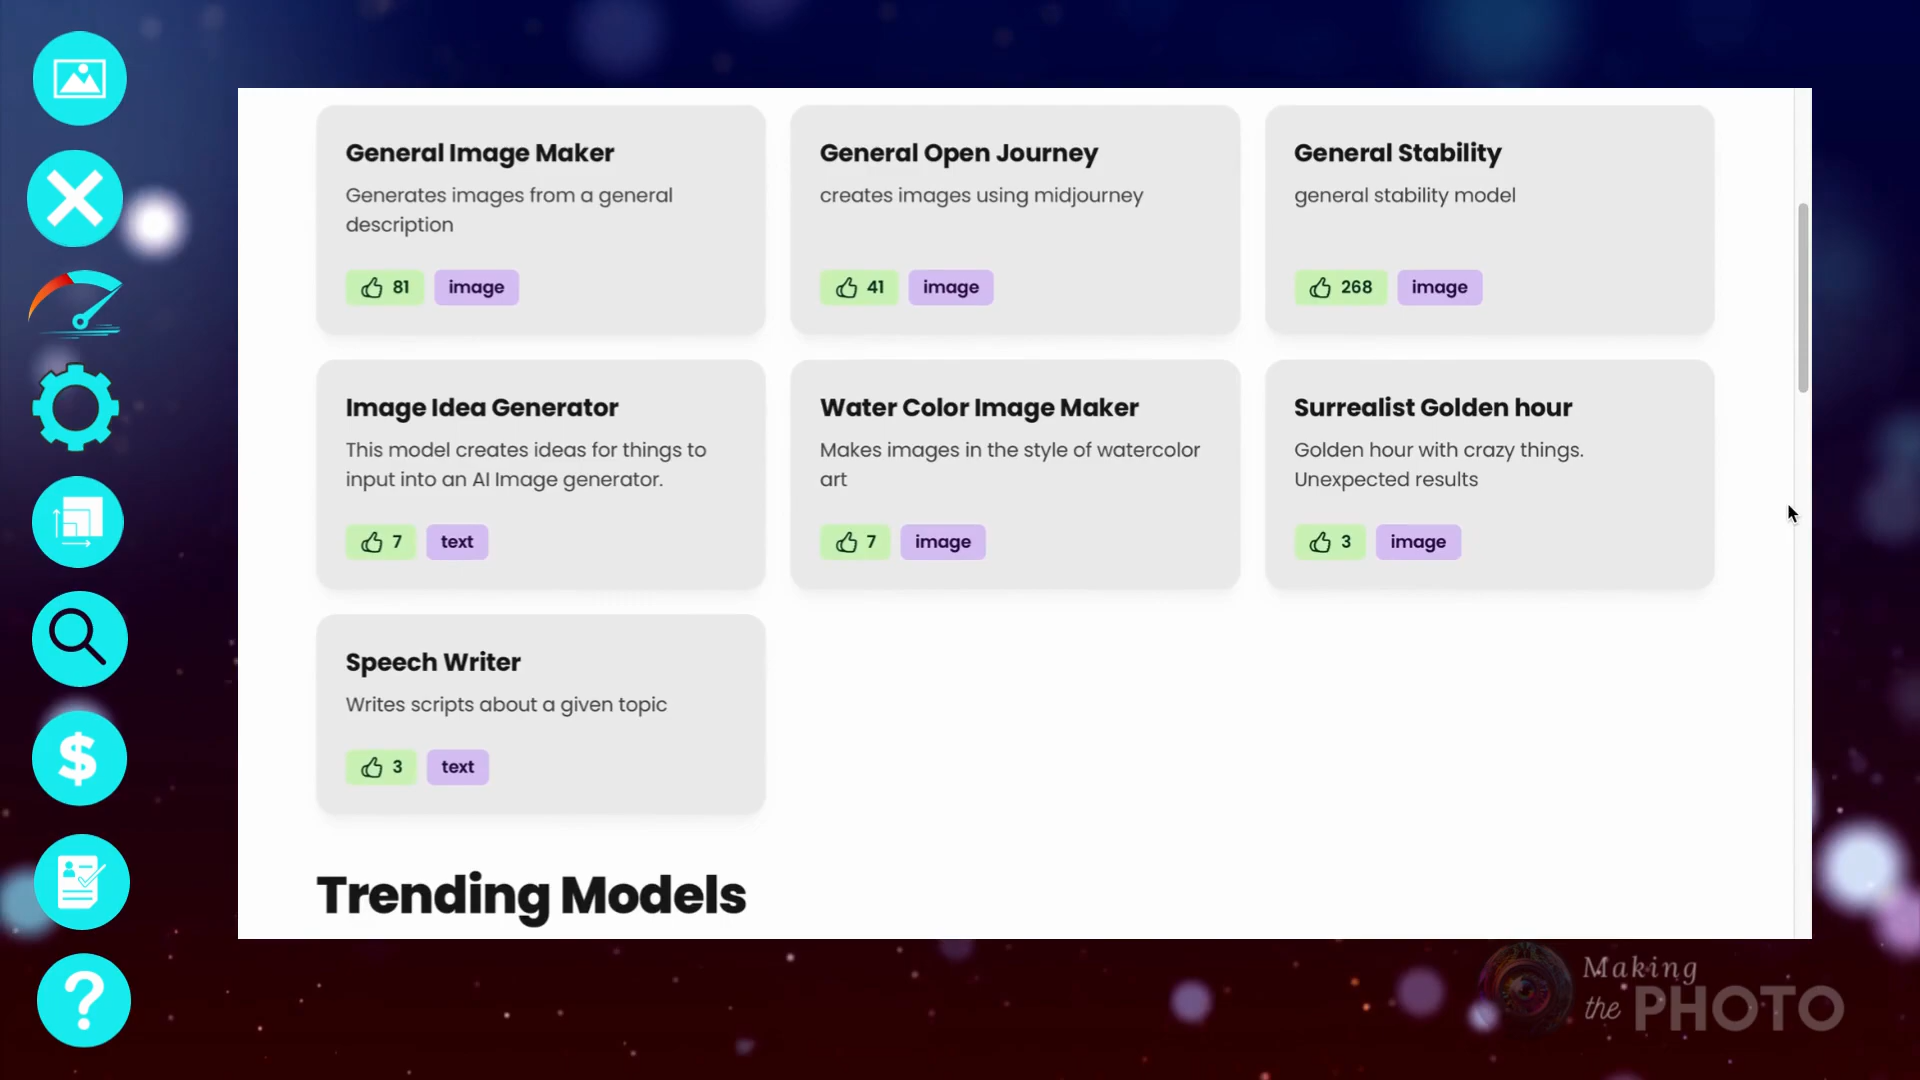 General Image Maker
Generates images from a general
description
81
image
General Open Journey
creates images using midjourney
41
image
General Stability
general stability model
268
image
Image Idea Generator
This model creates ideas for things to
input into an AI Image generator.
7
text
Water Color Image Maker
Makes images in the style of watercolor
art
7
image
Surrealist Golden hour
Golden hour with crazy things.
Unexpected results
3
image
Speech Writer
Writes scripts about a given topic
3
text
Trending Models
$
?
Making
the PHOTO